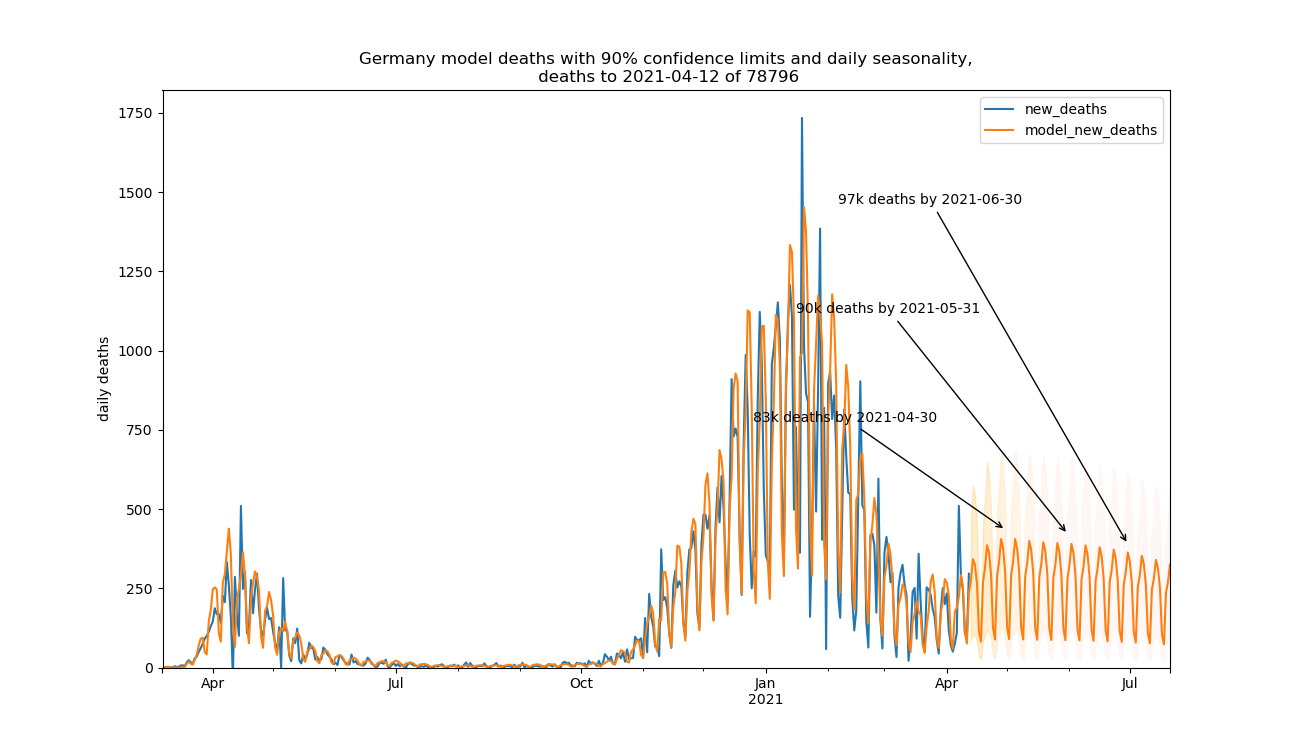 Germany model deaths with 90% confidence limits and daily seasonality,
deaths to 2021-04-12 of 78796
new_deaths
model_new_deaths
97k deaths by 2021-06-30
90k deaths by 2021-05-31
83k deaths by 2021-04-30
daily deaths
1750
1500
1250
1000
750
500
250
0
Apr
Jul
Oct
Jan
2021
Apr
Jul